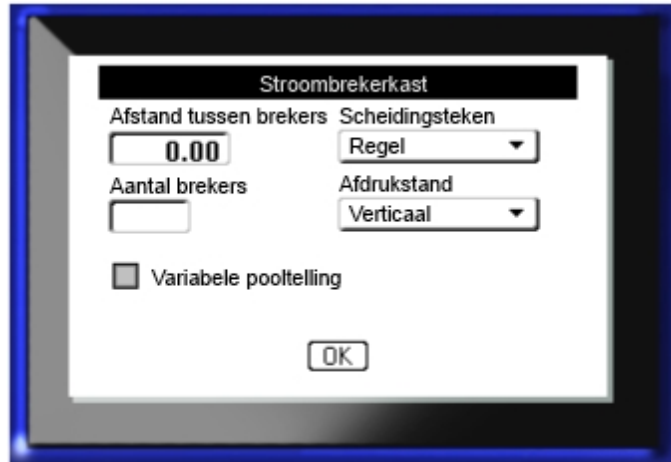 Stroombrekerkast
Afstand tussen brekers Scheidingsteken
0.00 Regel
Aantal brekers Afdrukstand
Verticaal
Variabele pooltelling
OK